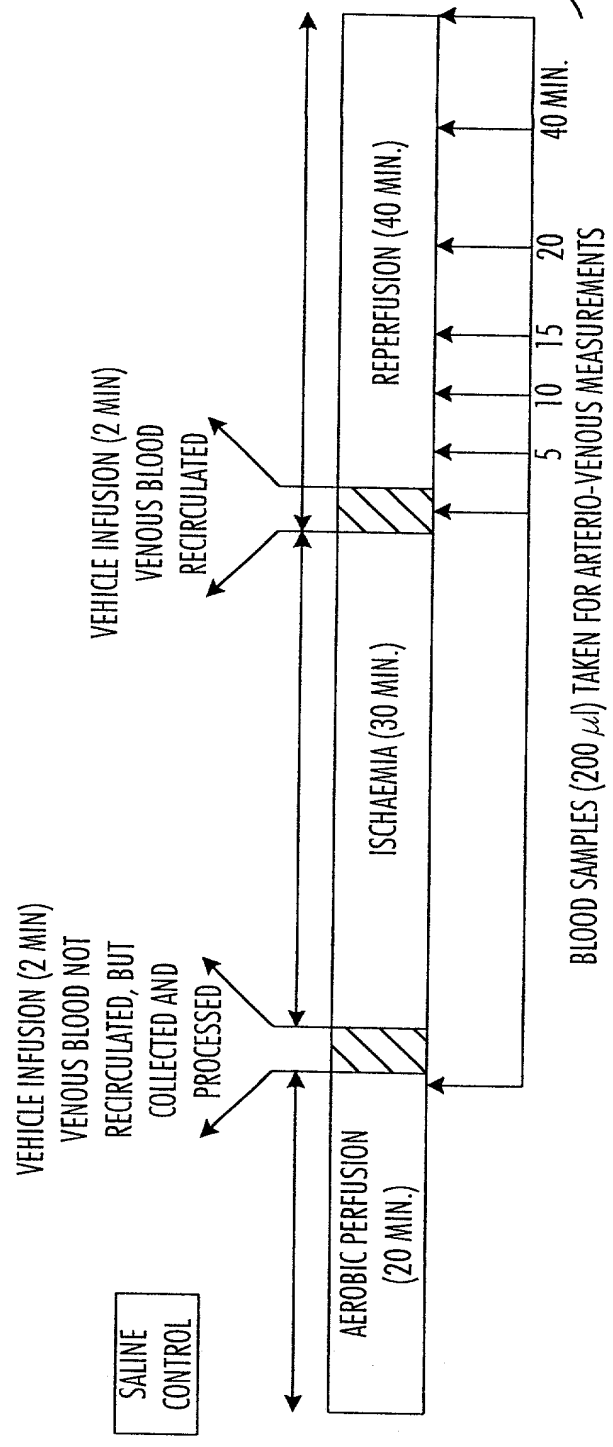 SALINE
CONTROL
VEHICLE INFUSION (2 MIN)
VENOUS BLOOD NOT
RECIRCULATED, BUT
COLLECTED AND
PROCESSED
VEHICLE INFUSION (2 MIN)
VENOUS BLOOD
RECIRCULATED
AEROBIC PERFUSION
(20 MIN.)
ISCHAEMIA (30 MIN.)
REPERFUSION (40 MIN.)
5 10 15 20 40 MIN.
BLOOD SAMPLES (200 µl) TAKEN FOR ARTERIO-VENOUS MEASUREMENTS